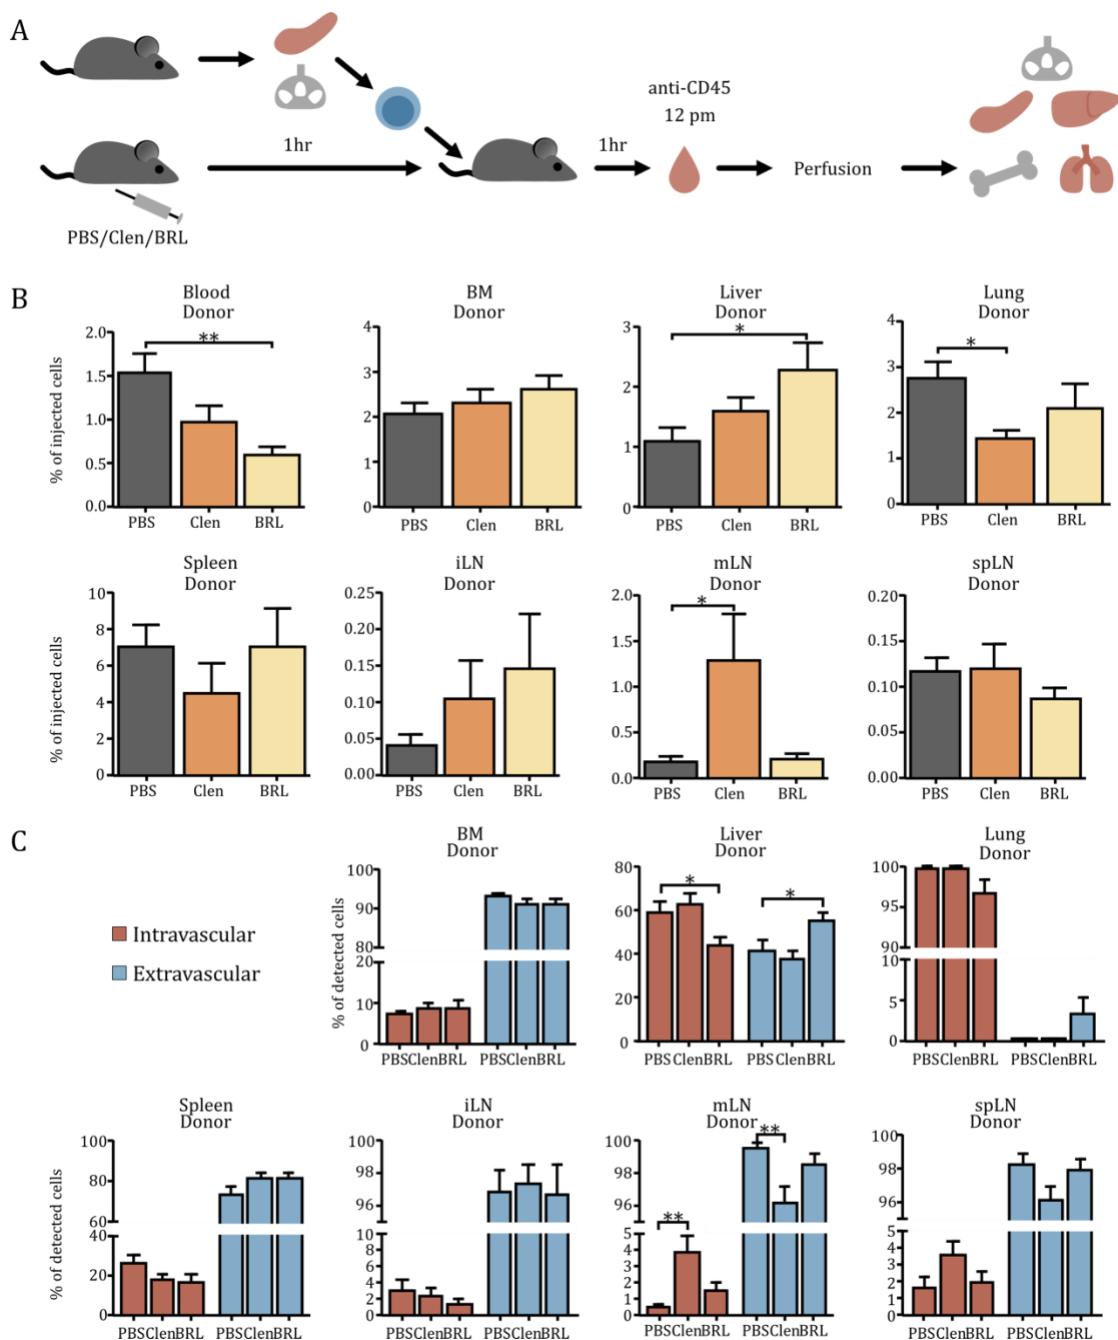 A
anti-CD45
12 pm
1hr
1hr
Perfusion
PBS/Clen/BRL
B
Blood
Donor
% of injected cells
2.0
1.5
1.0
0.5
0.0
**
PBS Clen BRL
BM
Donor
4
3
2
1
0
PBS Clen BRL
Liver
Donor
3
2
1
0
*
PBS Clen BRL
Lung
Donor
4
3
2
1
0
*
PBS Clen BRL
Spleen
Donor
% of injected cells
8
6
4
2
0
PBS Clen BRL
iLN
Donor
0.25
0.20
0.15
0.10
0.05
0.00
PBS Clen BRL
mLN
Donor
2.0
1.5
1.0
0.5
0.0
*
PBS Clen BRL
spLN
Donor
0.20
0.15
0.10
0.05
0.00
PBS Clen BRL
C
Intravascular
Extravascular
BM
Donor
% of detected cells
100
90
80
20
10
0
PBSClenBRL PBSClenBRL
Liver
Donor
80
60
40
20
0
*
*
PBSClenBRL PBSClenBRL
Lung
Donor
100
95
90
10
5
0
PBSClenBRL PBSClenBRL
Spleen
Donor
% of detected cells
100
80
60
40
20
0
PBSClenBRL PBSClenBRL
iLN
Donor
100
98
96
10
8
6
4
2
0
PBSClenBRL PBSClenBRL
mLN
Donor
100
98
96
5
4
3
2
1
0
**
**
PBSClenBRL PBSClenBRL
spLN
Donor
100
98
96
5
4
3
2
1
0
PBSClenBRL PBSClenBRL